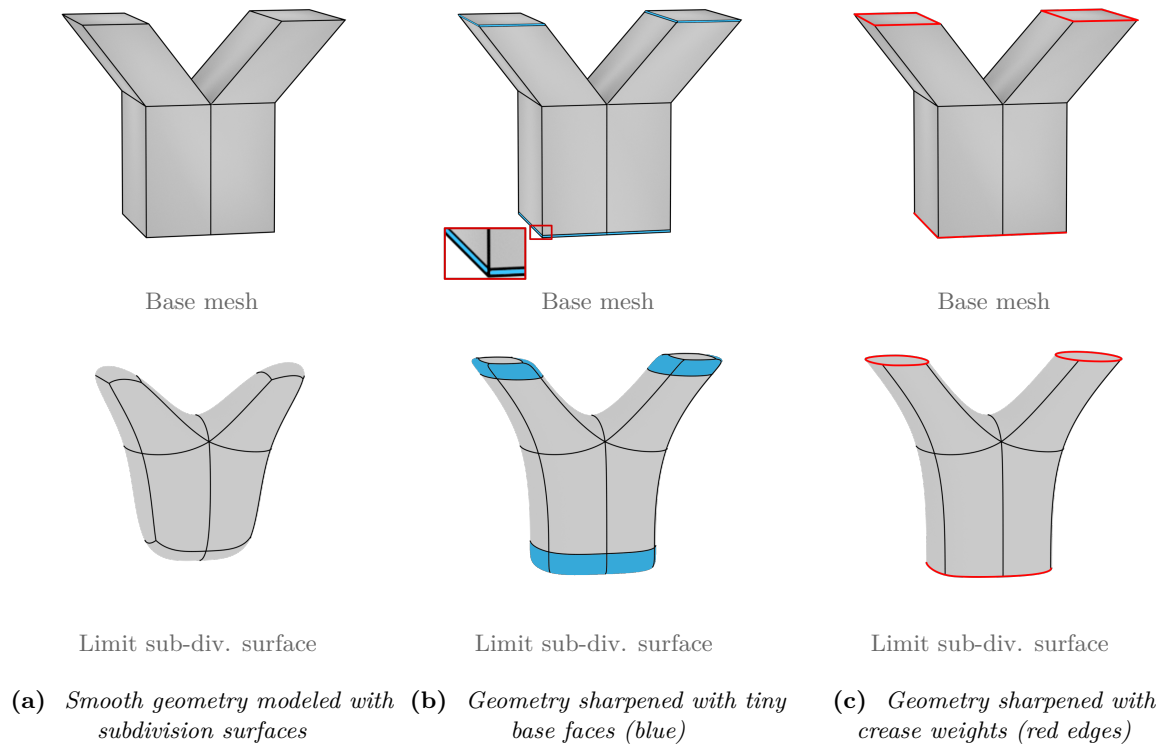 Base mesh
Base mesh
Base mesh
Limit sub-div. surface
Limit sub-div. surface
Limit sub-div. surface
(a) Smooth geometry modeled with
subdivision surfaces
(b) Geometry sharpened with tiny
base faces (blue)
(c) Geometry sharpened with
crease weights (red edges)